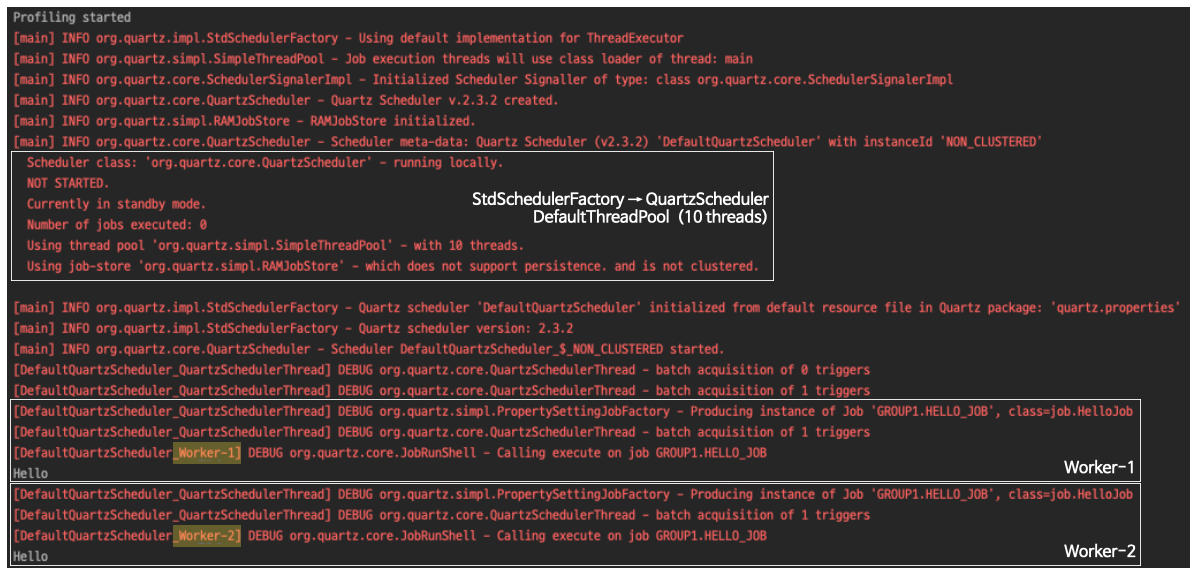 Profiling started
[main] INFO org.quartz.impl.StdSchedulerFactory - Using default implementation for ThreadExecutor
[main] INFO org.quartz.simpl.SimpleThreadPool - Job execution threads will use class loader of thread: main
[main] INFO org.quartz.core.SchedulerSignalerImpl - Initialized Scheduler Signaller of type: class org.quartz.core.SchedulerSignalerImpl
[main] INFO org.quartz.core.QuartzScheduler - Quartz Scheduler v.2.3.2 created.
[main] INFO org.quartz.simpl.RAMJobStore - RAMJobStore initialized.
[main] INFO org.quartz.core.QuartzScheduler - Scheduler meta-data: Quartz Scheduler (v2.3.2) 'DefaultQuartzScheduler' with instanceId 'NON_CLUSTERED'
Scheduler class: 'org.quartz.core.QuartzScheduler' - running locally.
NOT STARTED.
Currently in standby mode.
Number of jobs executed: 0
Using thread pool 'org.quartz.simpl.SimpleThreadPool' - with 10 threads.
Using job-store 'org.quartz.simpl.RAMJobStore' - which does not support persistence. and is not clustered.
StdSchedulerFactory → QuartzScheduler
DefaultThreadPool (10 threads)
[main] INFO org.quartz.impl.StdSchedulerFactory - Quartz scheduler 'DefaultQuartzScheduler' initialized from default resource file in Quartz package: 'quartz.properties'
[main] INFO org.quartz.impl.StdSchedulerFactory - Quartz scheduler version: 2.3.2
[main] INFO org.quartz.core.QuartzScheduler - Scheduler DefaultQuartzScheduler_$_NON_CLUSTERED started.
[DefaultQuartzScheduler_QuartzSchedulerThread] DEBUG org.quartz.core.QuartzSchedulerThread - batch acquisition of 0 triggers
[DefaultQuartzScheduler_QuartzSchedulerThread] DEBUG org.quartz.core.QuartzSchedulerThread - batch acquisition of 1 triggers
[DefaultQuartzScheduler_QuartzSchedulerThread] DEBUG org.quartz.simpl.PropertySettingJobFactory - Producing instance of Job 'GROUP1.HELLO_JOB', class=job.HelloJob
[DefaultQuartzScheduler_QuartzSchedulerThread] DEBUG org.quartz.core.QuartzSchedulerThread - batch acquisition of 1 triggers
[DefaultQuartzScheduler_Worker-1] DEBUG org.quartz.core.JobRunShell - Calling execute on job GROUP1.HELLO_JOB
Hello
Worker-1
[DefaultQuartzScheduler_QuartzSchedulerThread] DEBUG org.quartz.simpl.PropertySettingJobFactory - Producing instance of Job 'GROUP1.HELLO_JOB', class=job.HelloJob
[DefaultQuartzScheduler_QuartzSchedulerThread] DEBUG org.quartz.core.QuartzSchedulerThread - batch acquisition of 1 triggers
[DefaultQuartzScheduler_Worker-2] DEBUG org.quartz.core.JobRunShell - Calling execute on job GROUP1.HELLO_JOB
Hello
Worker-2